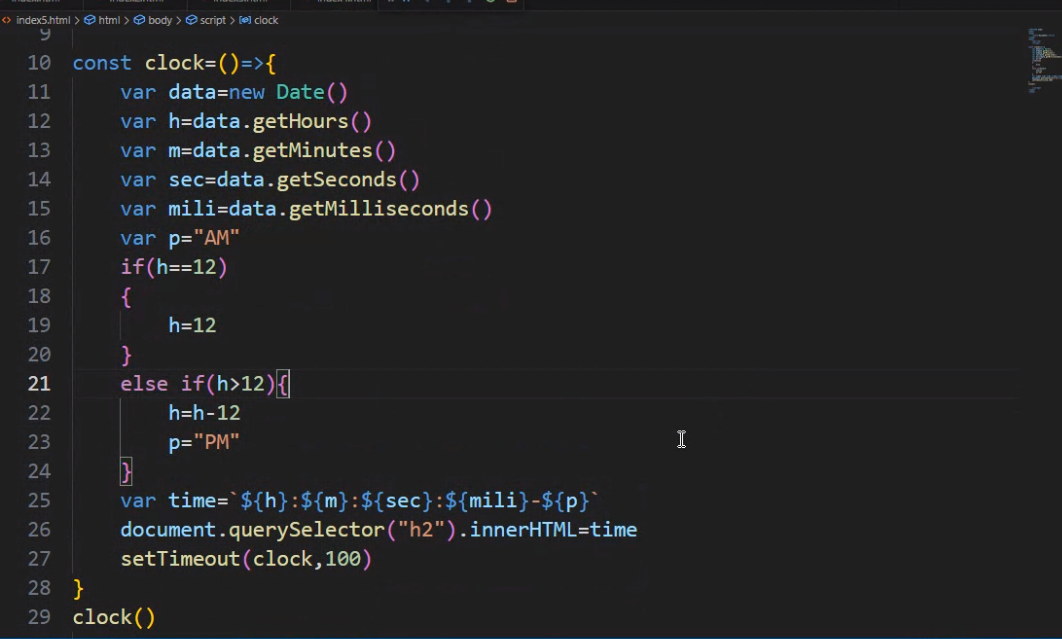 index5.html > html > body > script > clock
9
10 const clock=()=>{
11     var data=new Date()
12     var h=data.getHours()
13     var m=data.getMinutes()
14     var sec=data.getSeconds()
15     var mili=data.getMilliseconds()
16     var p="AM"
17     if(h==12)
18     {
19         h=12
20     }
21     else if(h>12){
22         h=h-12
23         p="PM"
24     }
25     var time=`${h}:${m}:${sec}:${mili}-${p}`
26     document.querySelector("h2").innerHTML=time
27     setTimeout(clock,100)
28 }
29 clock()